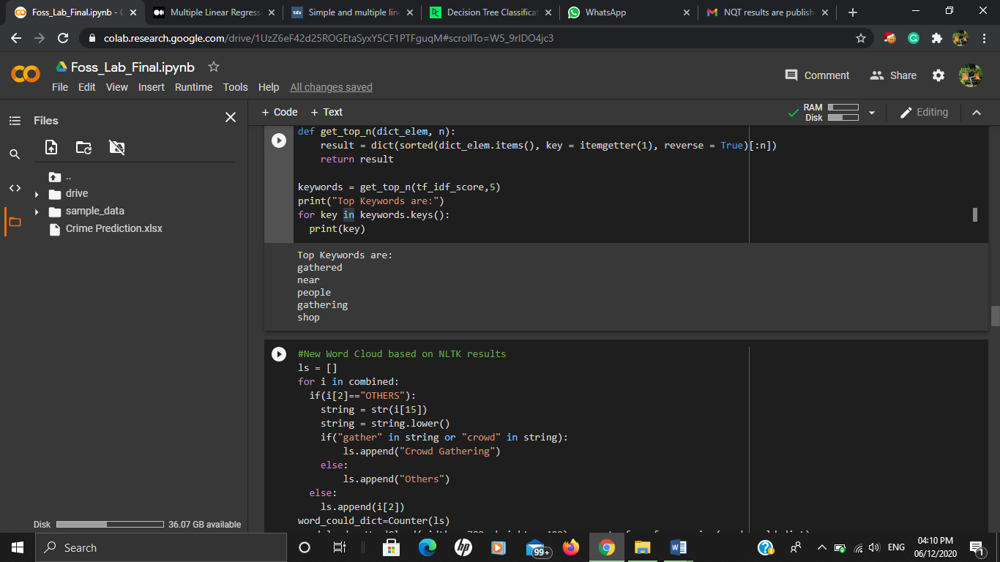 Foss_Lab_Final.ipynb - C
Multiple Linear Regress
tds
Simple and multiple line
Decision Tree Classificat
WhatsApp
NQT results are publish
colab.research.google.com/drive/1UzZ6eF42d25ROGEtaSyxY5CF1PTFguqM#scrollTo=W5_9rIDO4jc3
Foss_Lab_Final.ipynb
File Edit View Insert Runtime Tools Help All changes saved
Comment Share
Files
+ Code + Text
RAM
Disk
Editing
..
drive
sample_data
Crime Prediction.xlsx
Disk 36.07 GB available
def get_top_n(dict_elem, n):
result = dict(sorted(dict_elem.items(), key = itemgetter(1), reverse = True)[:n])
return result
keywords = get_top_n(tf_idf_score,5)
print("Top Keywords are:")
for key in keywords.keys():
print(key)
Top Keywords are:
gathered
near
people
gathering
shop
#New Word Cloud based on NLTK results
ls = []
for i in combined:
if(i[2]=="OTHERS"):
string = str(i[15])
string = string.lower()
if("gather" in string or "crowd" in string):
ls.append("Crowd Gathering")
else:
ls.append("Others")
else:
ls.append(i[2])
word_could_dict=Counter(ls)
Search
hp
99+
W
ENG
04:10 PM
06/12/2020
1